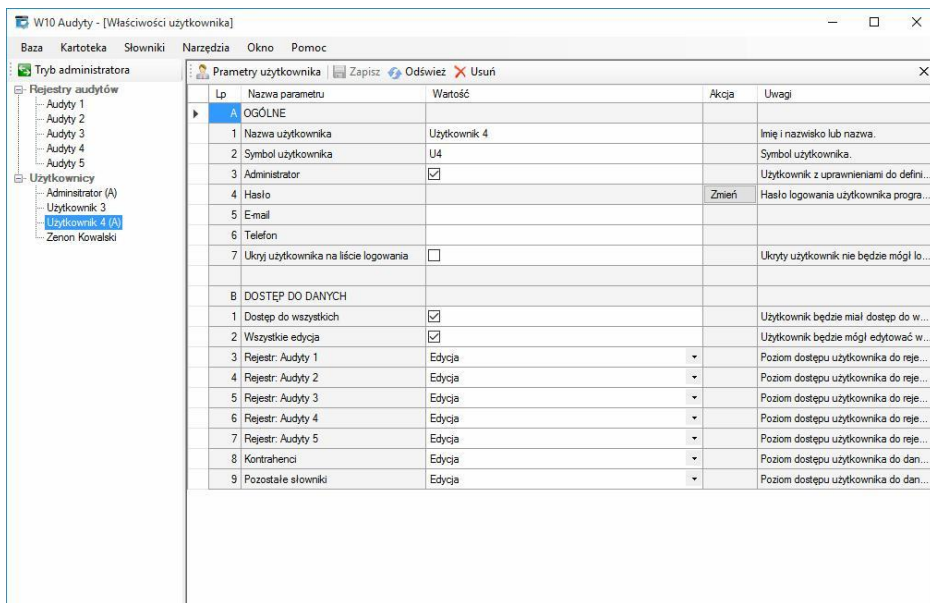 W10 Audyty - [Właściwości użytkownika]
Baza Kartoteka Słowniki Narzędzia Okno Pomoc
Tryb administratora
Rejestry audytów
Audyty 1
Audyty 2
Audyty 3
Audyty 4
Audyty 5
Użytkownicy
Adminsitrator (A)
Użytkownik 3
Użytkownik 4 (A)
Zenon Kowalski
Prametry użytkownika Zapisz Odśwież Usuń
Lp Nazwa parametru Wartość Akcja Uwagi
A OGÓLNE
1 Nazwa użytkownika Użytkownik 4 Imię i nazwisko lub nazwa.
2 Symbol użytkownika U4 Symbol użytkownika.
3 Administrator Użytkownik z uprawnieniami do defini...
4 Hasło Zmień Hasło logowania użytkownika progra...
5 E-mail
6 Telefon
7 Ukryj użytkownika na liście logowania Ukryty użytkownik nie będzie mógł lo...
B DOSTĘP DO DANYCH
1 Dostęp do wszystkich Użytkownik będzie miał dostęp do w...
2 Wszystkie edycja Użytkownik będzie mógł edytować w...
3 Rejestr: Audyty 1 Edycja Poziom dostępu użytkownika do reje...
4 Rejestr: Audyty 2 Edycja Poziom dostępu użytkownika do reje...
5 Rejestr: Audyty 3 Edycja Poziom dostępu użytkownika do reje...
6 Rejestr: Audyty 4 Edycja Poziom dostępu użytkownika do reje...
7 Rejestr: Audyty 5 Edycja Poziom dostępu użytkownika do reje...
8 Kontrahenci Edycja Poziom dostępu użytkownika do dan...
9 Pozostałe słowniki Edycja Poziom dostępu użytkownika do dan...